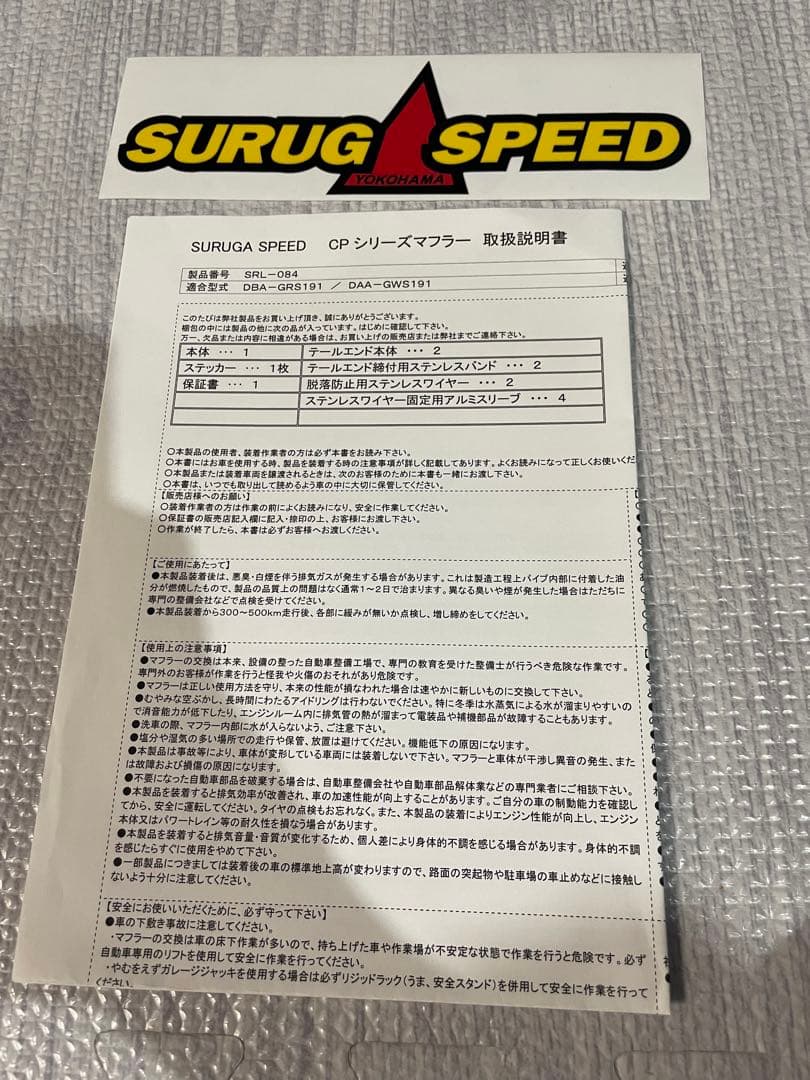 SURUGA SPEED
YOKOHAMA
SURUGA SPEED CPシリーズマフラー 取扱説明書
製品番号 SRL-084
適合型式 DBA-GRS191 / DAA-GWS191
このたびは弊社製品をお買い上げ頂き、誠にありがとうございます。
梱包の中には製品の他に次の品が入っています。はじめに確認して下さい。
万一、欠品または内容に相違がある場合は、お買い上げの販売店または弊社までご連絡下さい。
本体 ・・・ 1 テールエンド本体 ・・・ 2
ステッカー ・・・ 1枚 テールエンド締付用ステンレスバンド ・・・ 2
保証書 ・・・ 1 脱落防止用ステンレスワイヤー ・・・ 2
ステンレスワイヤー固定用アルミスリーブ ・・・ 4
○本製品の使用者、装着作業者の方は必ず本書をお読み下さい。
○本書にはお車を使用する時、製品を装着する時の注意事項が詳しく記載してあります。よくお読みになって正しくお使いくだ
○本製品または装着車両を譲渡されるときは、次のお客様のために本書も一緒にお渡し下さい。
○本書は、いつでも取り出して読めるよう車の中に大切に保管してください。
【販売店様へのお願い】
○装着作業者の方は作業の前によくお読みになり、安全に作業してください。
○保証書の販売店記入欄に記入・捺印の上、お客様にお渡し下さい。
○作業が終了したら、本書は必ずお客様へお渡しください。
【ご使用にあたって】
●本製品装着後は、悪臭・白煙を伴う排気ガスが発生する場合があります。これは製造工程上パイプ内部に付着した油
分が燃焼したもので、製品の品質上の問題はなく通常1～2日で治まります。異なる臭いや煙が発生した場合はただちに
専門の整備会社などで点検を受けてください。
●本製品装着から300～500km走行後、各部に緩みが無いか点検し、増し締めをしてください。
【使用上の注意事項】
●マフラーの交換は本来、設備の整った自動車整備工場で、専門の教育を受けた整備士が行うべき危険な作業です。
専門外のお客様が作業を行うと怪我や火傷のおそれがあり危険です。
●マフラーは正しい使用方法を守り、本来の性能が損なわれた場合は速やかに新しいものに交換して下さい。
●むやみな空ぶかし、長時間にわたるアイドリングは行わないでください。特に冬季は水蒸気による水が溜まりやすいの
で消音能力が低下したり、エンジンルーム内に排気管の熱が溜まって電装品や補機部品が故障することもあります。
●洗車の際、マフラー内部に水が入らないよう、ご注意下さい。
●塩分や湿気の多い場所での走行や保管、放置は避けてください。機能低下の原因になります。
●本製品は事故等により、車体が変形している車両には装着しないで下さい。マフラーと車体が干渉し異音の発生、また
は故障および損傷の原因になります。
●不要になった自動車部品を破棄する場合は、自動車整備会社や自動車部品解体業などの専門業者にご相談下さい。
●本製品を装着すると排気効率が改善され、車の加速性能が向上することがあります。ご自分の車の制動能力を確認し
てから、安全に運転してください。タイヤの点検もお忘れなく。また、本製品の装着によりエンジン性能が向上し、エンジン
本体又はパワートレイン等の耐久性を損なう場合があります。
●本製品を装着すると排気音量・音質が変化するため、個人差により身体的不調を感じる場合があります。身体的不調
を感じたらすぐに使用をやめて下さい。
●一部製品につきましては装着後の車の標準地上高が変わりますので、路面の突起物や駐車場の車止めなどに接触し
ないよう十分に注意してください。
【安全にお使いいただくために、必ず守って下さい】
●車の下敷き事故に注意してください。
・マフラーの交換は車の床下作業が多いので、持ち上げた車や作業場が不安定な状態で作業を行うと危険です。必ず
自動車専用のリフトを使用して安全に作業を行ってください。
・やむをえずガレージジャッキを使用する場合は必ずリジッドラック(うま、安全スタンド)を併用して安全に作業を行って
ください。